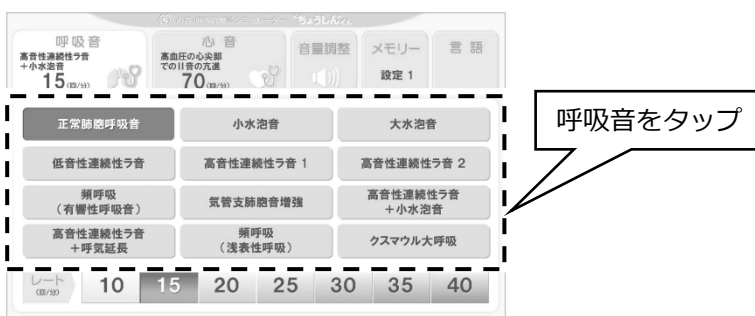 呼吸音
高音性連続性ラ音
+小水泡音
15(回/分)
心 音
高血圧の心尖部
でのII音の亢進
70(回/分)
音量調整
メモリー
設定 1
言 語
正常肺胞呼吸音
小水泡音
大水泡音
低音性連続性ラ音
高音性連続性ラ音 1
高音性連続性ラ音 2
頻呼吸
(有響性呼吸音)
気管支肺胞音増強
高音性連続性ラ音
+小水泡音
高音性連続性ラ音
+呼気延長
頻呼吸
(浅表性呼吸)
クスマウル大呼吸
レート
(回/分)
10 15 20 25 30 35 40
呼吸音をタップ